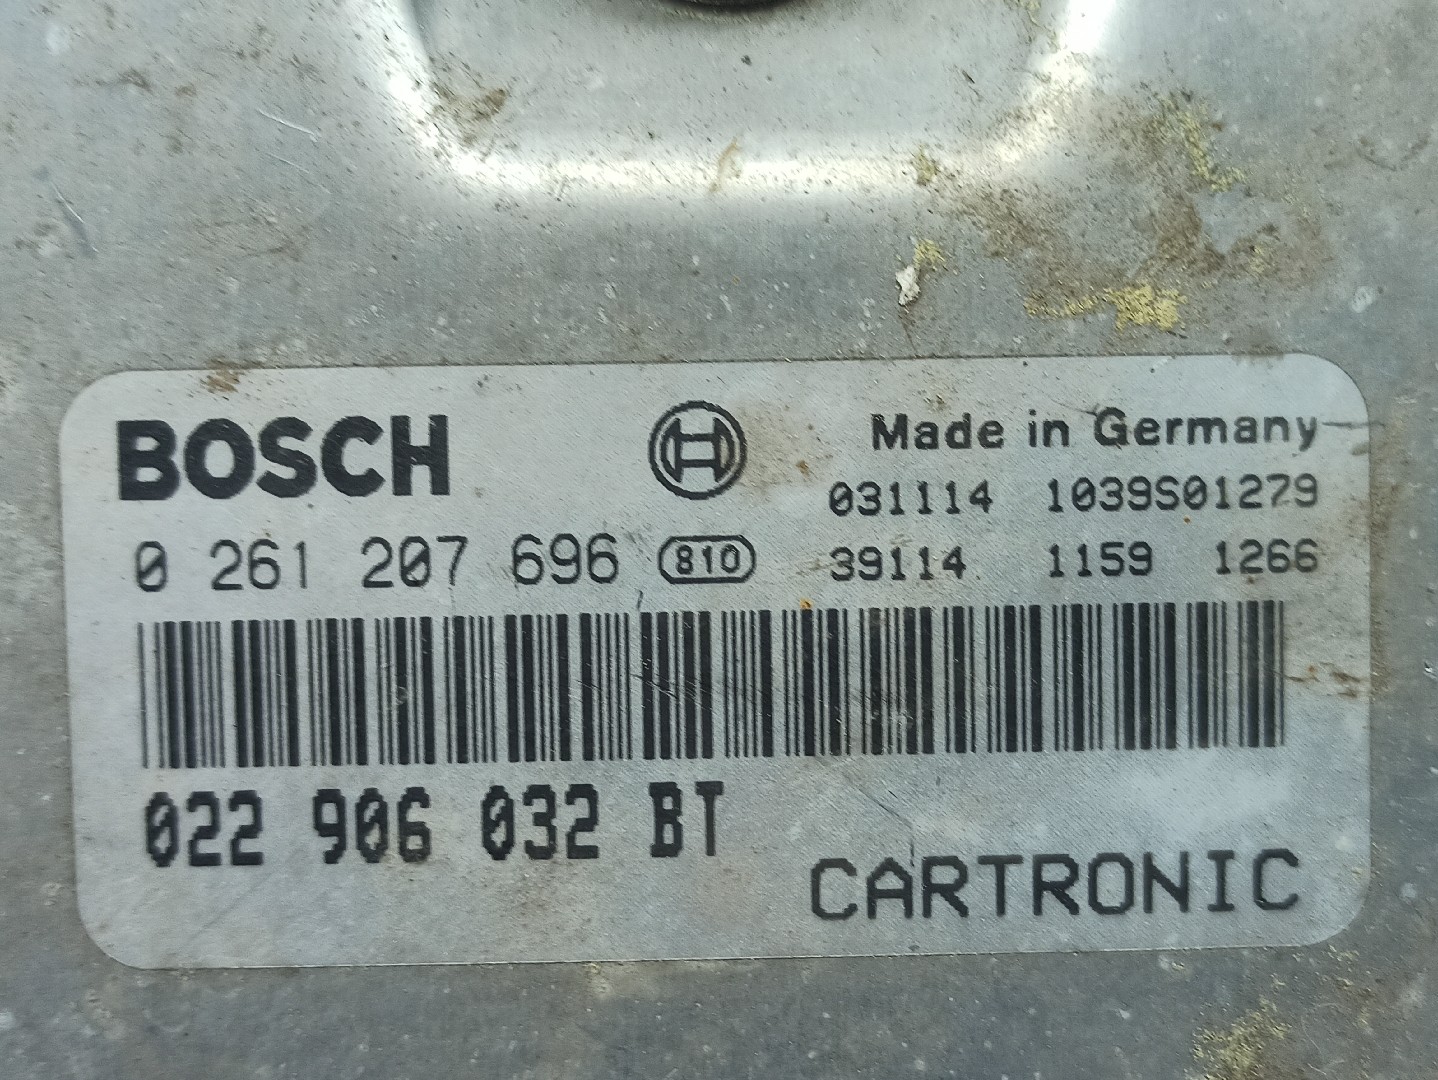 BOSCH
Made in Germany
031114 1039S01279
0 261 207 696 810 39114 1159 1266
022 906 032 BT
CARTRONIC